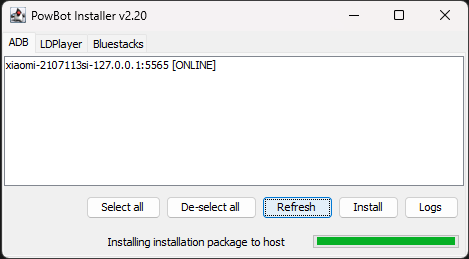 PowBot Installer v2.20
ADB LDPlayer Bluestacks
xiaomi-2107113si-127.0.0.1:5565 [ONLINE]
Select all De-select all Refresh Install Logs
Installing installation package to host